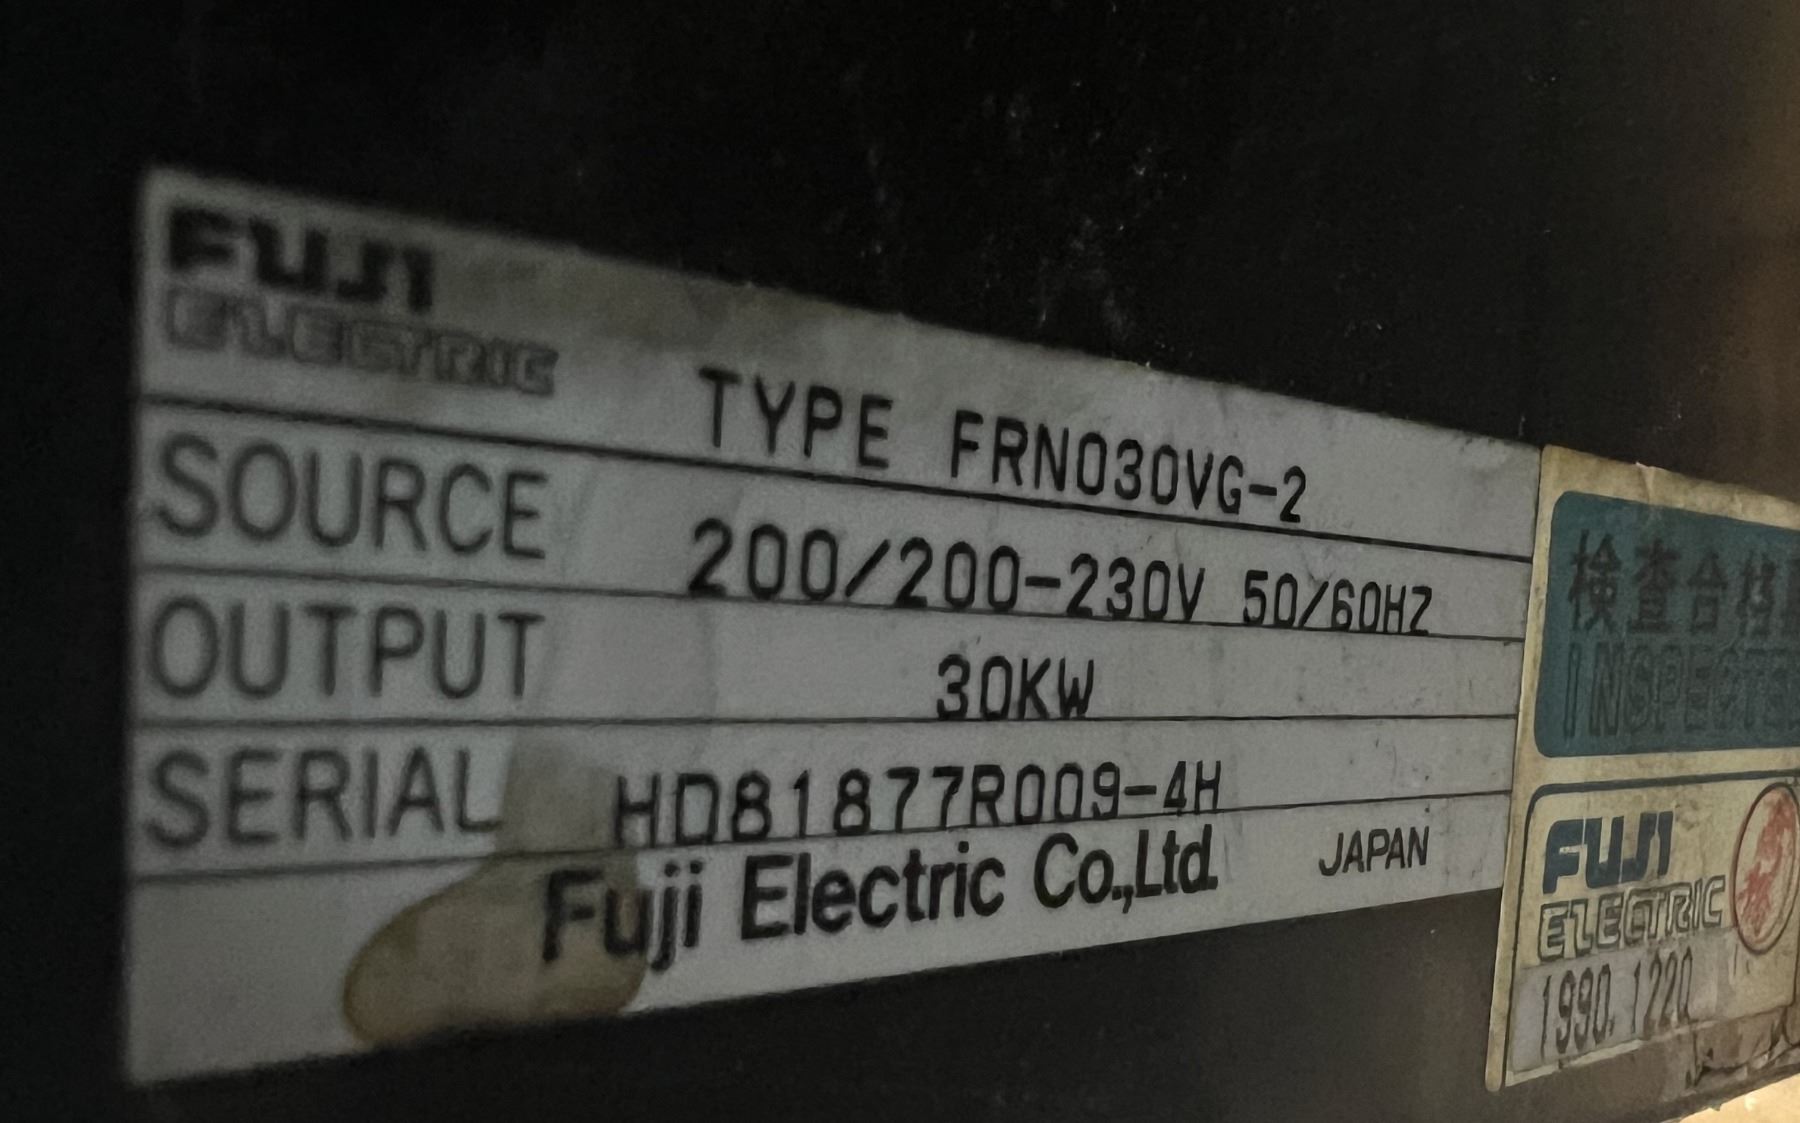 FUJI
ELECTRIC
TYPE FRN030VG-2
SOURCE 200/200-230V 50/60HZ
OUTPUT 30KW
SERIAL HD81877R009-4H
Fuji Electric Co.,Ltd. JAPAN
検査合格
FUJI
ELECTRIC
1990.1220